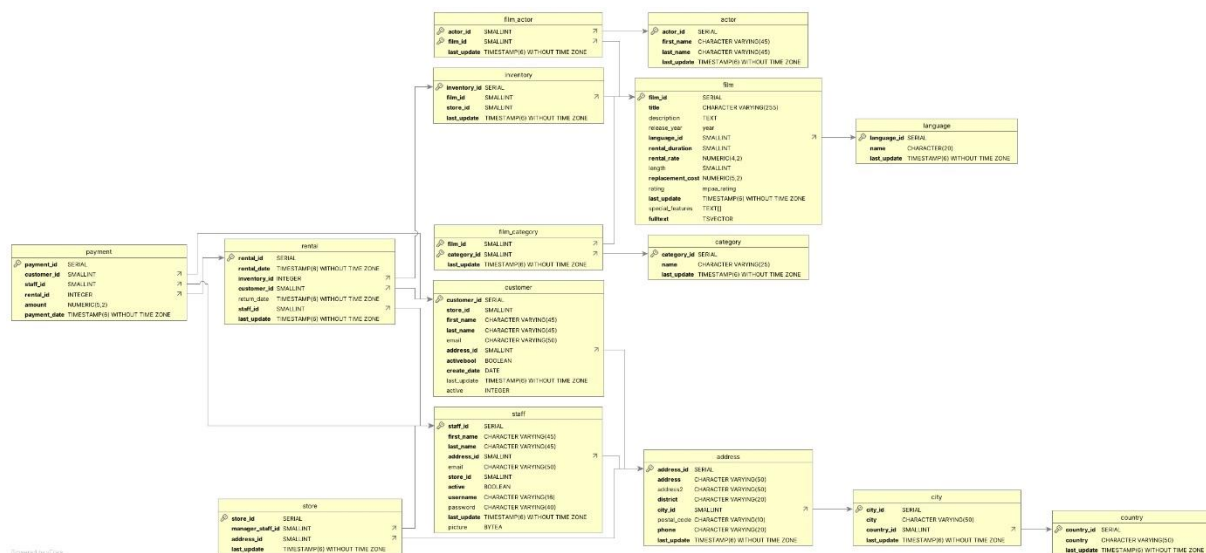 film_actor
actor_id SMALLINT
film_id SMALLINT
last_update TIMESTAMP(6) WITHOUT TIME ZONE
actor
actor_id SERIAL
first_name CHARACTER VARYING(45)
last_name CHARACTER VARYING(45)
last_update TIMESTAMP(6) WITHOUT TIME ZONE
inventory
inventory_id SERIAL
film_id SMALLINT
store_id SMALLINT
last_update TIMESTAMP(6) WITHOUT TIME ZONE
film
film_id SERIAL
title CHARACTER VARYING(255)
description TEXT
release_year year
language_id SMALLINT
rental_duration SMALLINT
rental_rate NUMERIC(4,2)
length SMALLINT
replacement_cost NUMERIC(5,2)
rating mpaa_rating
last_update TIMESTAMP(6) WITHOUT TIME ZONE
special_features TEXT[]
fulltext TSVECTOR
language
language_id SERIAL
name CHARACTER(20)
last_update TIMESTAMP(6) WITHOUT TIME ZONE
film_category
film_id SMALLINT
category_id SMALLINT
last_update TIMESTAMP(6) WITHOUT TIME ZONE
category
category_id SERIAL
name CHARACTER VARYING(25)
last_update TIMESTAMP(6) WITHOUT TIME ZONE
payment
payment_id SERIAL
customer_id SMALLINT
staff_id SMALLINT
rental_id INTEGER
amount NUMERIC(5,2)
payment_date TIMESTAMP(6) WITHOUT TIME ZONE
rental
rental_id SERIAL
rental_date TIMESTAMP(6) WITHOUT TIME ZONE
inventory_id INTEGER
customer_id SMALLINT
return_date TIMESTAMP(6) WITHOUT TIME ZONE
staff_id SMALLINT
last_update TIMESTAMP(6) WITHOUT TIME ZONE
customer
customer_id SERIAL
store_id SMALLINT
first_name CHARACTER VARYING(45)
last_name CHARACTER VARYING(45)
email CHARACTER VARYING(50)
address_id SMALLINT
activebool BOOLEAN
create_date DATE
last_update TIMESTAMP(6) WITHOUT TIME ZONE
active INTEGER
staff
staff_id SERIAL
first_name CHARACTER VARYING(45)
last_name CHARACTER VARYING(45)
address_id SMALLINT
email CHARACTER VARYING(50)
store_id SMALLINT
active BOOLEAN
username CHARACTER VARYING(16)
password CHARACTER VARYING(40)
last_update TIMESTAMP(6) WITHOUT TIME ZONE
picture BYTEA
store
store_id SERIAL
manager_staff_id SMALLINT
address_id SMALLINT
last_update TIMESTAMP(6) WITHOUT TIME ZONE
address
address_id SERIAL
address CHARACTER VARYING(50)
address2 CHARACTER VARYING(50)
district CHARACTER VARYING(20)
city_id SMALLINT
postal_code CHARACTER VARYING(10)
phone CHARACTER VARYING(20)
last_update TIMESTAMP(6) WITHOUT TIME ZONE
city
city_id SERIAL
city CHARACTER VARYING(50)
country_id SMALLINT
last_update TIMESTAMP(6) WITHOUT TIME ZONE
country
country_id SERIAL
country CHARACTER VARYING(50)
last_update TIMESTAMP(6) WITHOUT TIME ZONE